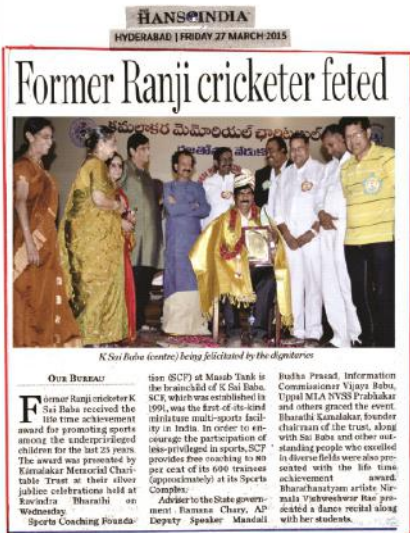 THE
HANS INDIA
HYDERABAD | FRIDAY 27 MARCH 2015
Former Ranji cricketer feted
కమలాకర మెమోరియల్ చారిటబుల్
K Sai Baba (centre) being felicitated by the dignitaries
OUR BUREAU
Former Ranji cricketer K
Sai Baba received the
life time achievement
award for promoting sports
among the underprivileged
children for the last 25 years.
The award was presented by
Kamalakar Memorial Chari-
table Trust at their silver
jubilee celebrations held at
Ravindra Bharathi on
Wednesday.
Sports Coaching Founda-
tion (SCF) at Masab Tank is
the brainchild of K Sai Baba.
SCF, which was established in
1991, was the first-of-its-kind
miniature multi-sports facil-
ity in India. In order to en-
courage the participation of
less-privileged in sports, SCF
provides free coaching to 80
per cent of its 600 trainees
(approximately) at its Sports
Complex.
Adviser to the State govern-
ment Ramana Chary, AP
Deputy Speaker Mandali
Budha Prasad, Information
Commissioner Vijaya Babu,
Uppal MLA NVSS Prabhakar
and others graced the event.
Bharathi Kamalakar, founder
chairman of the trust, along
with Sai Baba and other out-
standing people who excelled
in diverse fields were also pre-
sented with the life time
achievement award.
Bharathanatyam artiste Nir-
mala Vishweshwar Rao pre-
sented a dance recital along
with her students.